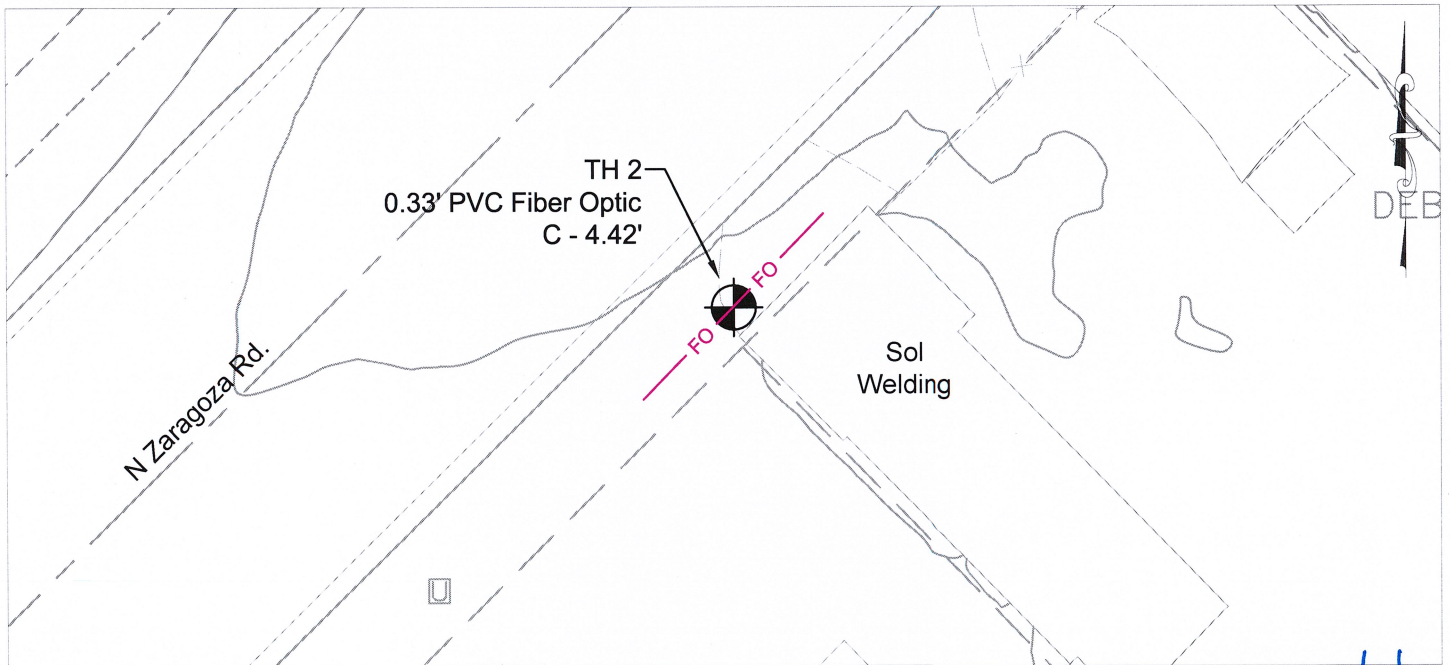 TH 2
0.33' PVC Fiber Optic
C - 4.42'
DEB
FO
FO
N Zaragoza Rd.
Sol
Welding
U